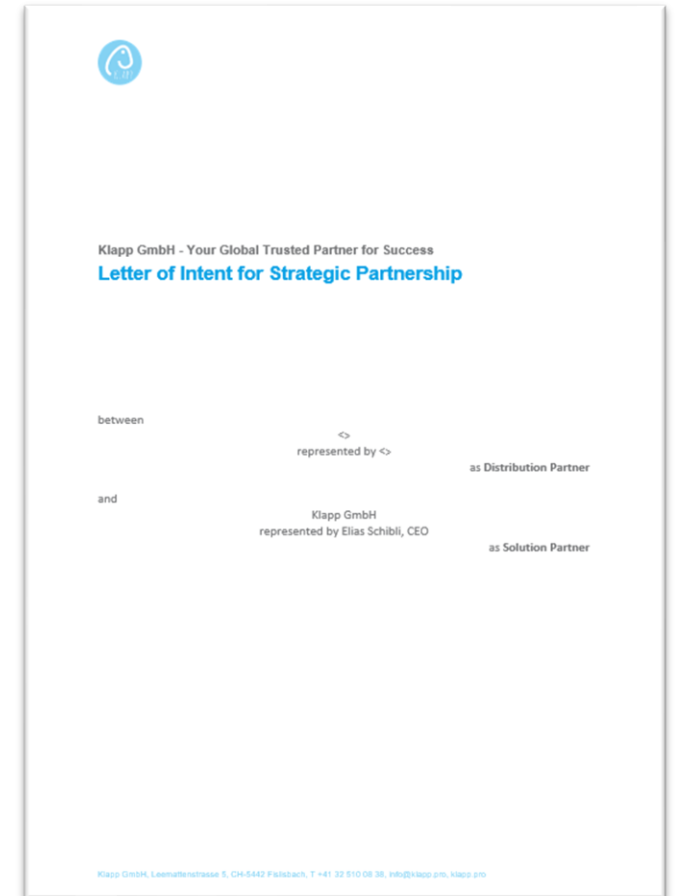 Klapp GmbH - Your Global Trusted Partner for Success
Letter of Intent for Strategic Partnership
between
<>
represented by <>
as Distribution Partner
and
Klapp GmbH
represented by Elias Schibli, CEO
as Solution Partner
Klapp GmbH, Leemattenstrasse 5, CH-5442 Fislisbach, T +41 32 510 08 38, info@klapp.pro, klapp.pro